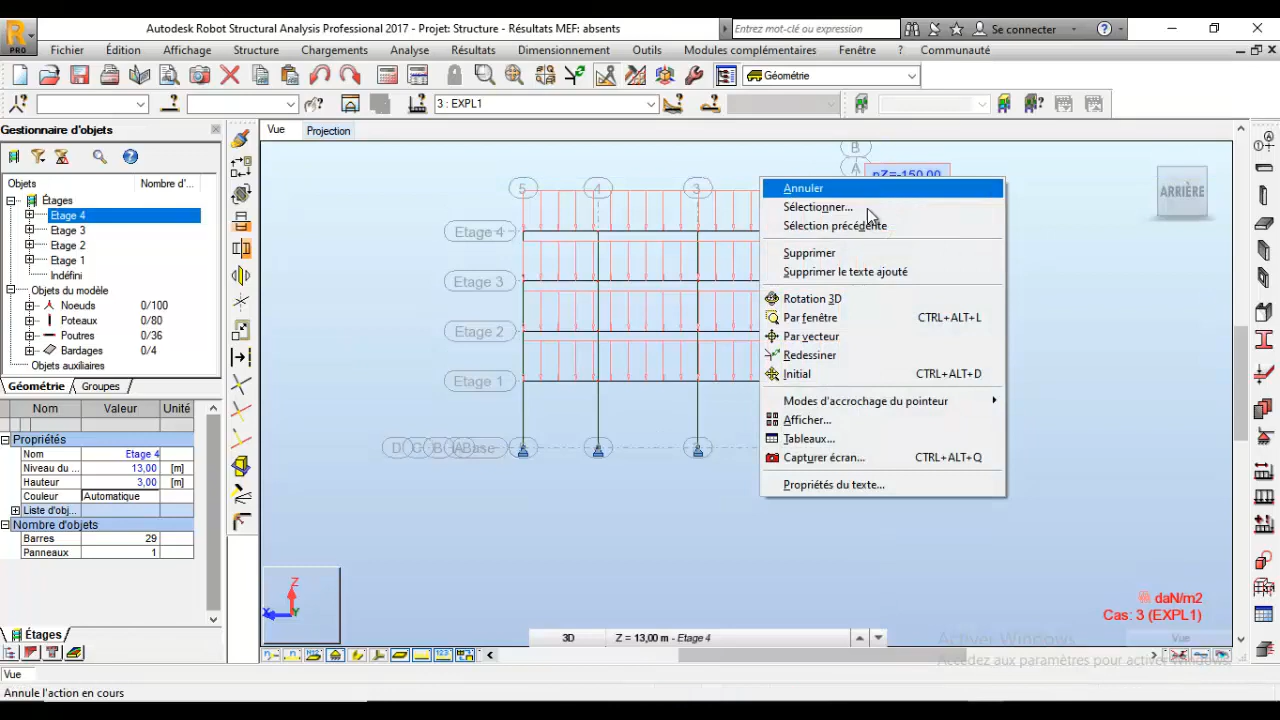 Autodesk Robot Structural Analysis Professional 2017 - Projet: Structure - Résultats MEF: absents
Entrez mot-clé ou expression
Se connecter
PRO
Fichier Édition Affichage Structure Chargements Analyse Résultats Dimensionnement Outils Modules complémentaires Fenêtre ? Communauté
Géométrie
3 : EXPL1
Gestionnaire d'objets
Vue Projection
Objets Nombre d'...
Étages
Etage 4
Etage 3
Etage 2
Etage 1
Indéfini
Objets du modèle
Noeuds 0/100
Poteaux 0/80
Poutres 0/36
Bardages 0/4
Objets auxiliaires
Géométrie Groupes
Nom Valeur Unité
Propriétés
Nom Etage 4
Niveau du ... 13,00 [m]
Hauteur 3,00 [m]
Couleur Automatique
Liste d'obj...
Nombre d'objets
Barres 29
Panneaux 1
Étages
Vue
Annule l'action en cours
B
A
pZ=-150,00
5 4 3
Etage 4
Etage 3
Etage 2
Etage 1
D C B A Base
ARRIÈRE
Annuler
Sélectionner...
Sélection précédente
Supprimer
Supprimer le texte ajouté
Rotation 3D
Par fenêtre CTRL+ALT+L
Par vecteur
Redessiner
Initial CTRL+ALT+D
Modes d'accrochage du pointeur
Afficher...
Tableaux...
Capturer écran... CTRL+ALT+Q
Propriétés du texte...
Z
X
Y
daN/m2
Cas: 3 (EXPL1)
3D Z = 13,00 m - Etage 4
Activer Windows
Accédez aux paramètres pour activer Windows.
Vue